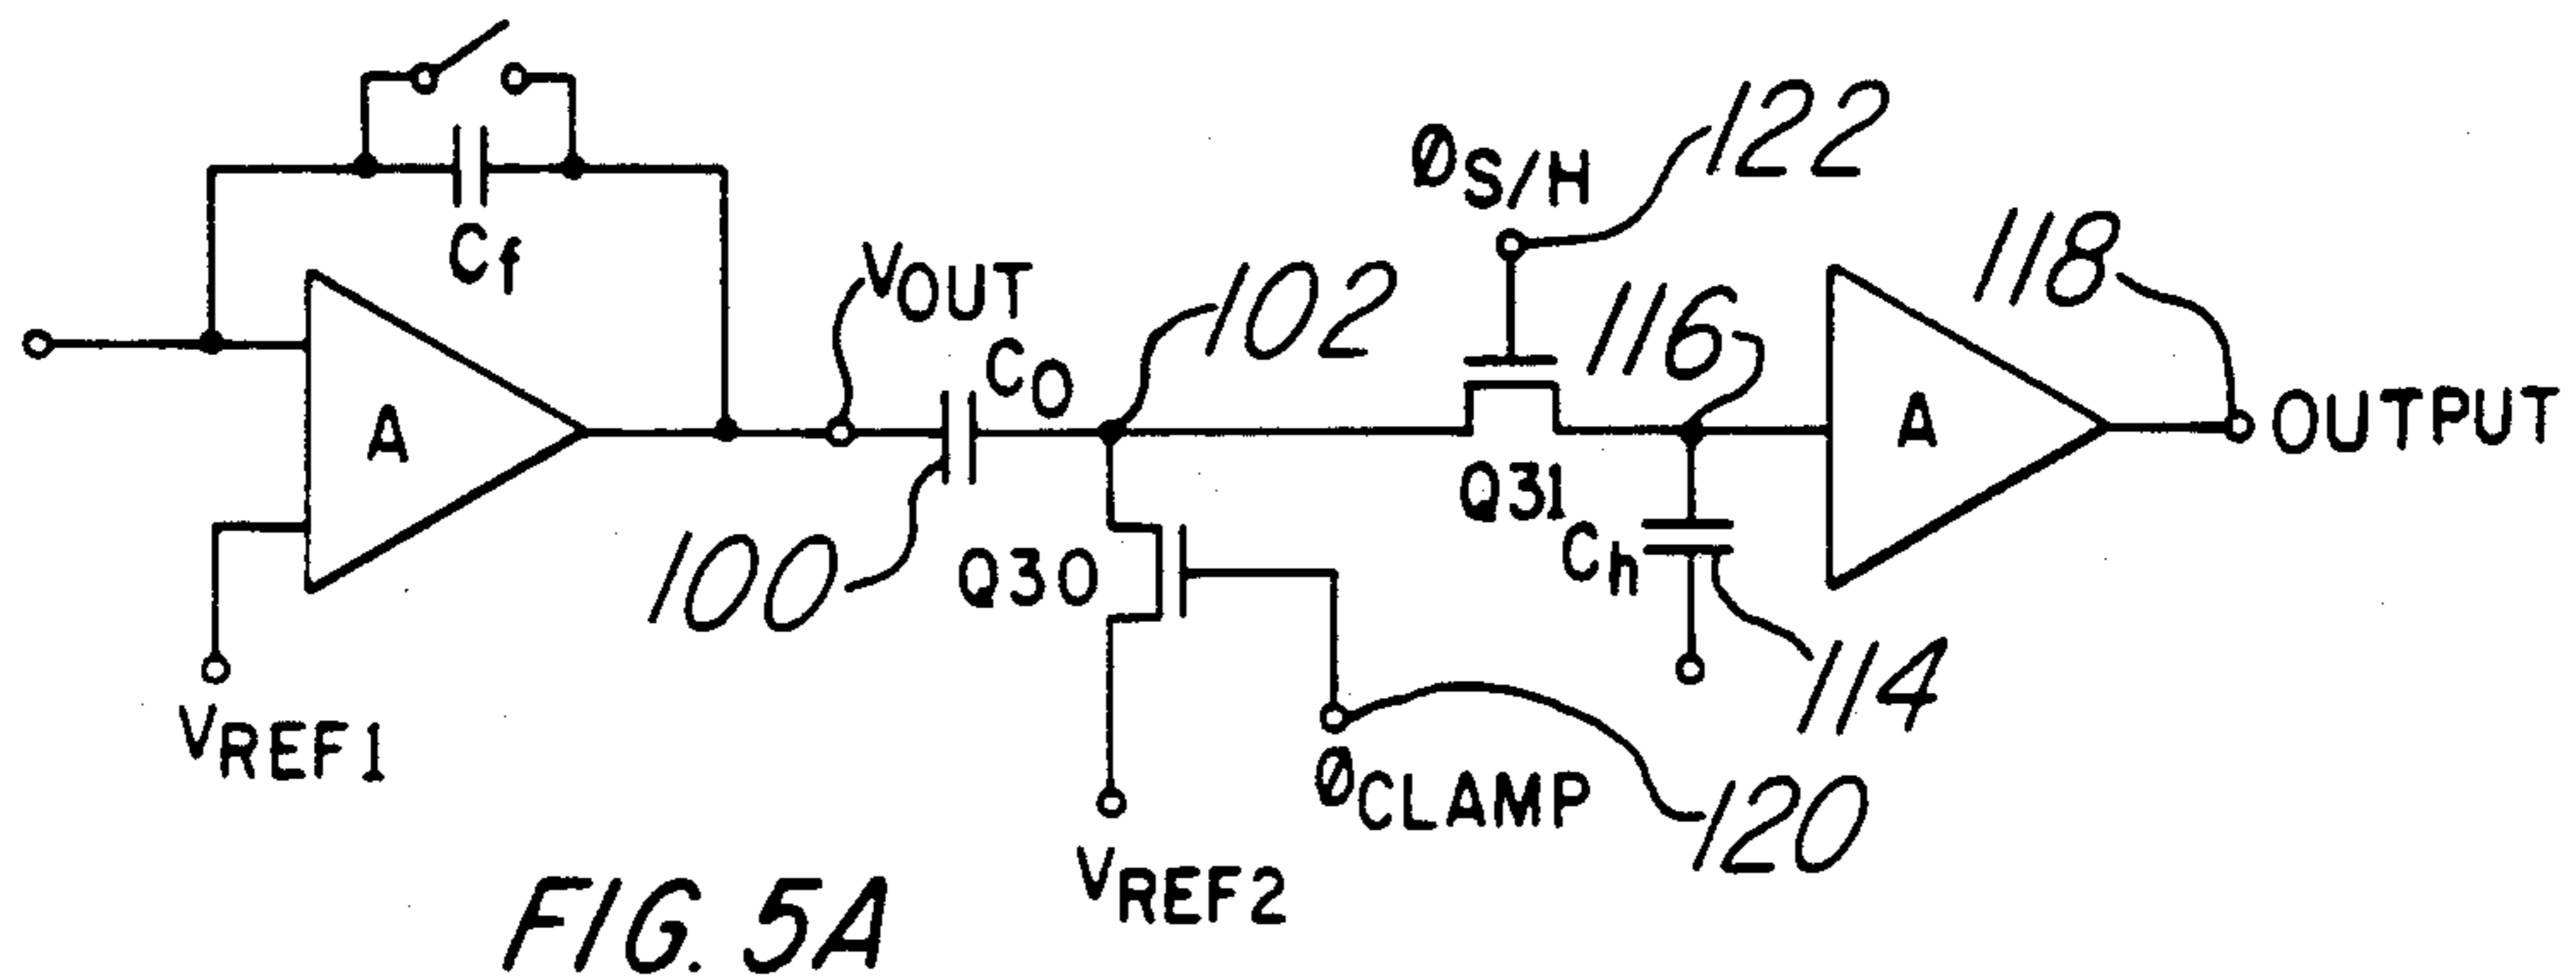 122
ØS/H
118
Cf
VOUT
102
116
CO
A
A
OUTPUT
Q31
100
Q30
Ch
114
VREF1
ØCLAMP
120
VREF2
FIG. 5A